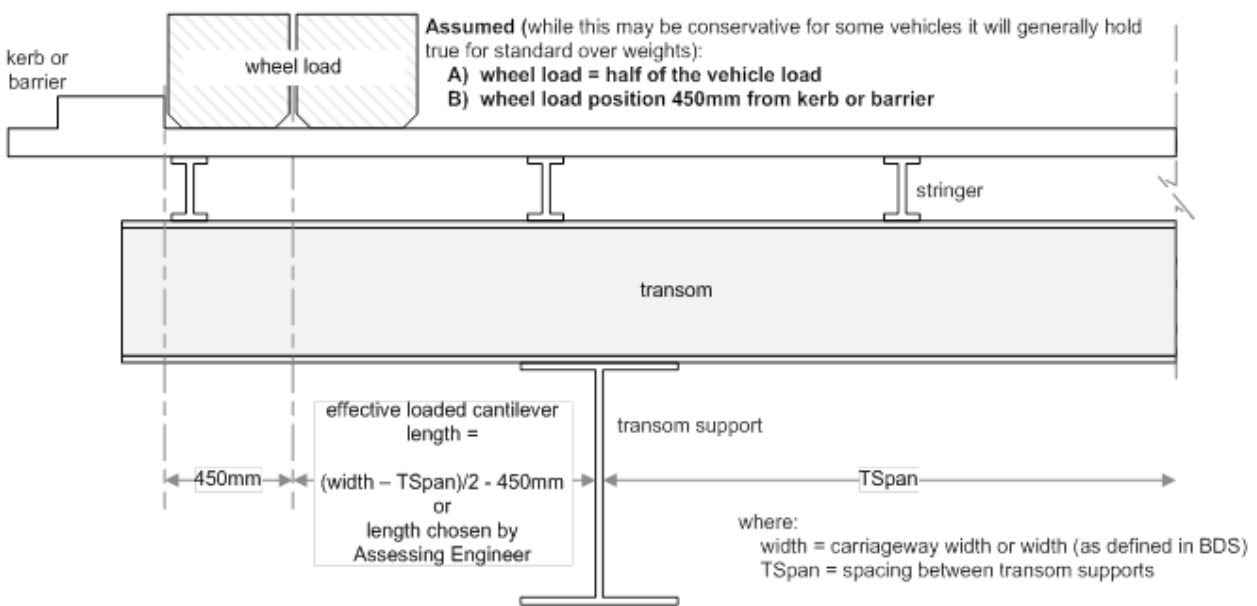 Assumed (while this may be conservative for some vehicles it will generally hold
true for standard over weights):
A) wheel load = half of the vehicle load
B) wheel load position 450mm from kerb or barrier
kerb or
barrier
wheel load
stringer
transom
effective loaded cantilever
length =
(width – TSpan)/2 - 450mm
or
length chosen by
Assessing Engineer
transom support
450mm
TSpan
where:
width = carriageway width or width (as defined in BDS)
TSpan = spacing between transom supports